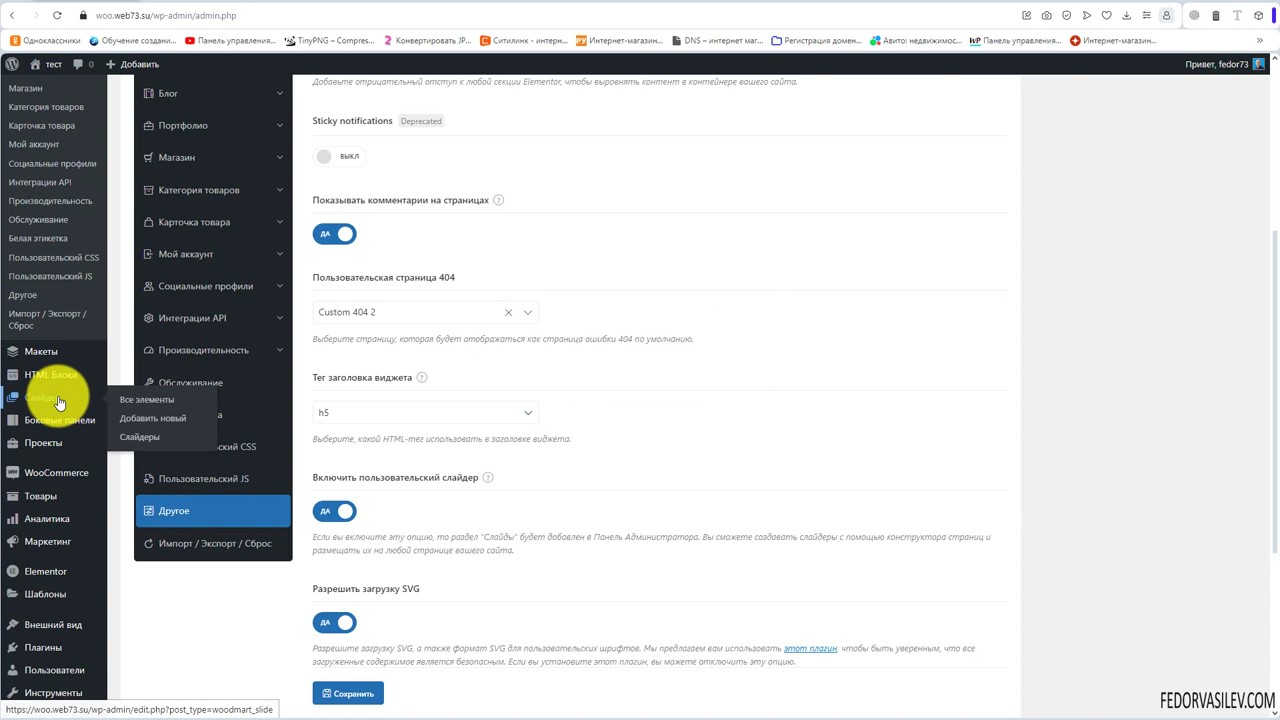 woo.web73.su/wp-admin/admin.php
Одноклассники
Обучение создани...
Панель управления...
TinyPNG – Compres...
Конвертировать JP...
Ситилинк - интерн...
Интернет-магазин...
DNS – интернет маг...
Регистрация домен...
Авито: недвижимос...
Панель управления...
Интернет-магазин...
»
тест
0
Добавить
Привет, fedor73
Магазин
Категория товаров
Карточка товара
Мой аккаунт
Социальные профили
Интеграции API
Производительность
Обслуживание
Белая этикетка
Пользовательский CSS
Пользовательский JS
Другое
Импорт / Экспорт /
Сброс
Макеты
HTML Блоки
Боковые панели
Проекты
WooCommerce
Товары
Аналитика
Маркетинг
Elementor
Шаблоны
Внешний вид
Плагины
Пользователи
Инструменты
Все элементы
Добавить новый
Слайдеры
Блог
Портфолио
Магазин
Категория товаров
Карточка товара
Мой аккаунт
Социальные профили
Интеграции API
Производительность
Обслуживание
ский CSS
Пользовательский JS
Другое
Импорт / Экспорт / Сброс
Добавьте отрицательный отступ к любой секции Elementor, чтобы выровнять контент в контейнере вашего сайта.
Sticky notifications Deprecated
ВЫКЛ
Показывать комментарии на страницах ?
ДА
Пользовательская страница 404
Custom 404 2
Выберите страницу, которая будет отображаться как страница ошибки 404 по умолчанию.
Тег заголовка виджета ?
h5
Выберите, какой HTML-тег использовать в заголовке виджета.
Включить пользовательский слайдер ?
ДА
Если вы включите эту опцию, то раздел "Слайды" будет добавлен в Панель Администратора. Вы сможете создавать слайдеры с помощью конструктора страниц и
размещать их на любой странице вашего сайта.
Разрешить загрузку SVG
ДА
Разрешите загрузку SVG, а также формат SVG для пользовательских шрифтов. Мы предлагаем вам использовать этот плагин, чтобы быть уверенным, что все
загруженные содержимое является безопасным. Если вы установите этот плагин, вы можете отключить эту опцию.
Сохранить
https://woo.web73.su/wp-admin/edit.php?post_type=woodmart_slide
FEDORVASILEV.COM